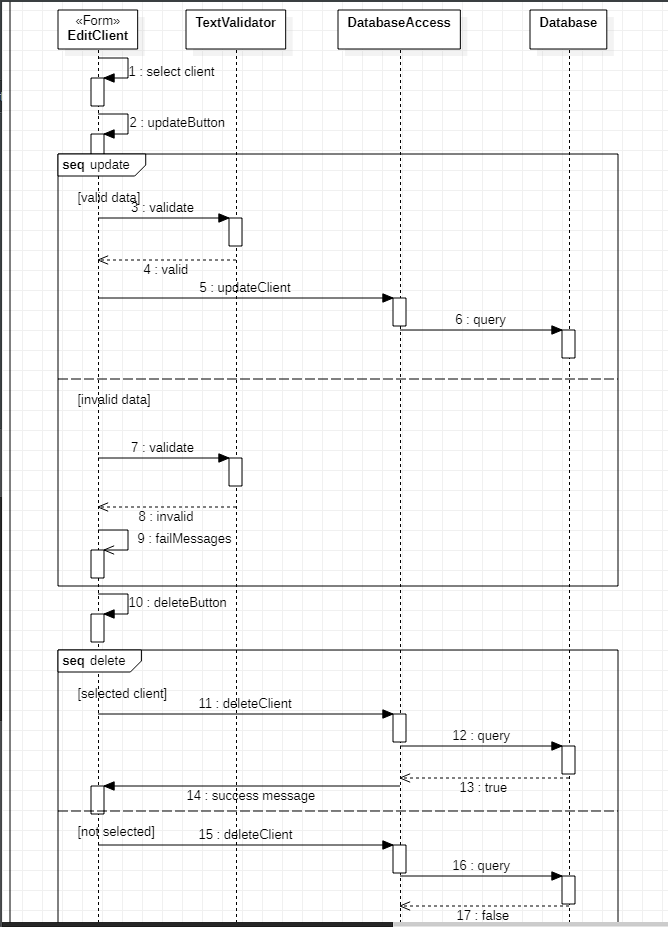 «Form»
EditClient
TextValidator
DatabaseAccess
Database
1 : select client
2 : updateButton
seq update
[valid data]
3 : validate
4 : valid
5 : updateClient
6 : query
[invalid data]
7 : validate
8 : invalid
9 : failMessages
10 : deleteButton
seq delete
[selected client]
11 : deleteClient
12 : query
13 : true
14 : success message
[not selected]
15 : deleteClient
16 : query
17 : false